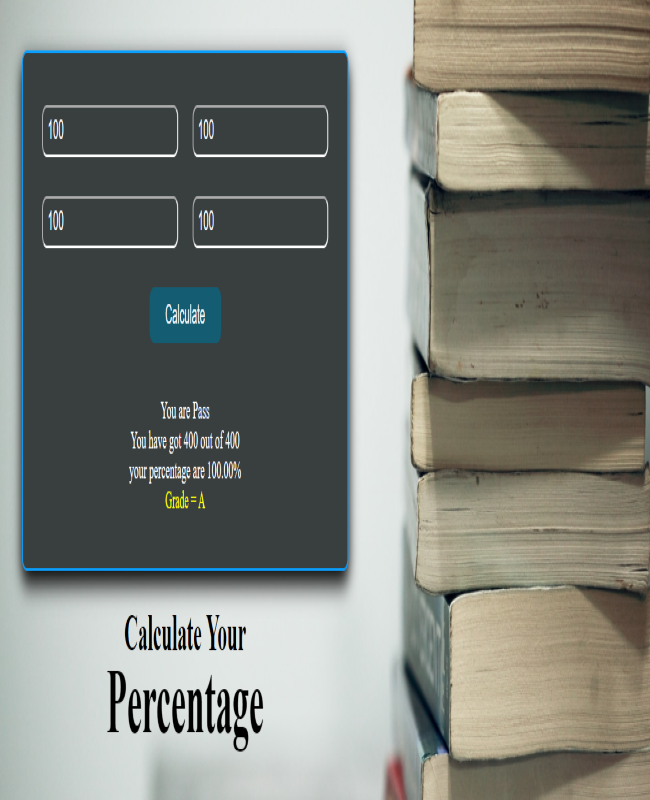 100 100
100 100
Calculate
You are Pass
You have got 400 out of 400
your percentage are 100.00%
Grade = A
Calculate Your
Percentage